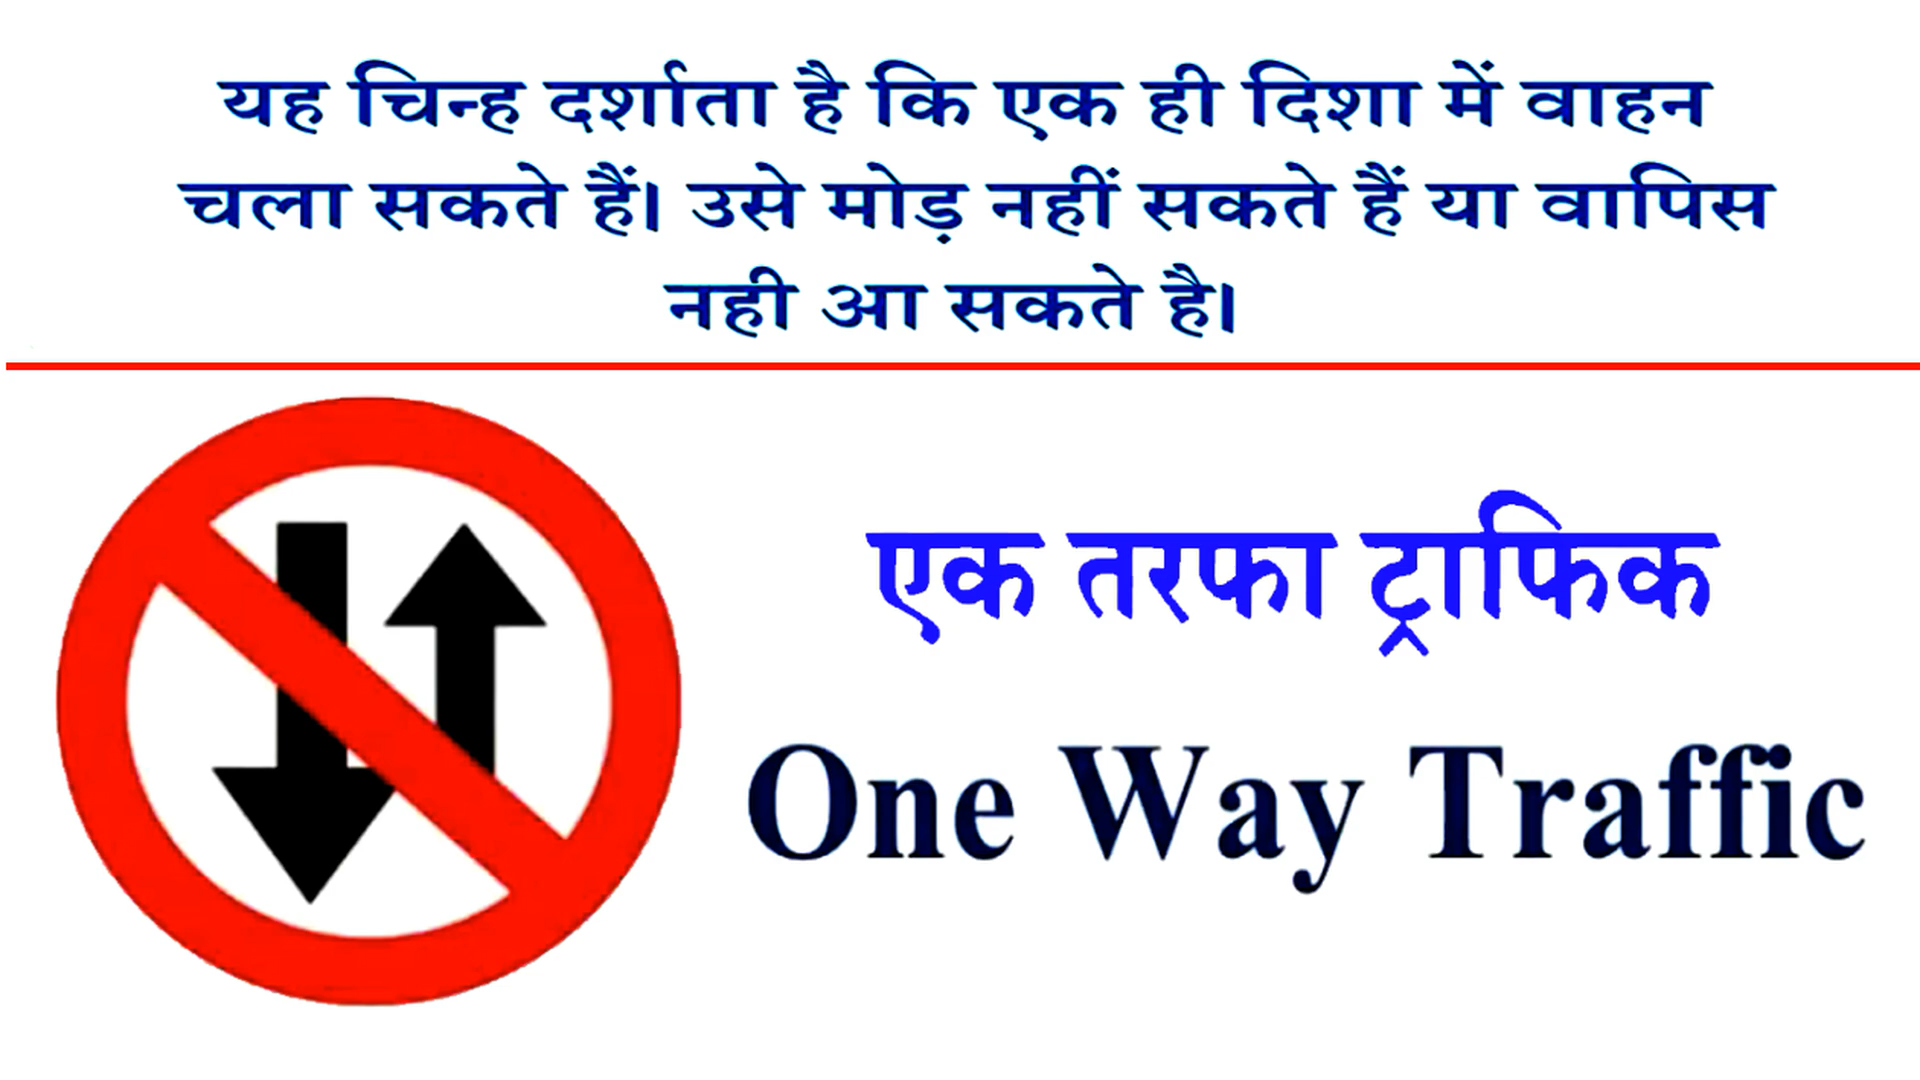 यह चिन्ह दर्शाता है कि एक ही दिशा में वाहन
चला सकते हैं। उसे मोड़ नहीं सकते हैं या वापिस
नही आ सकते है।
एक तरफा ट्राफिक
One Way Traffic